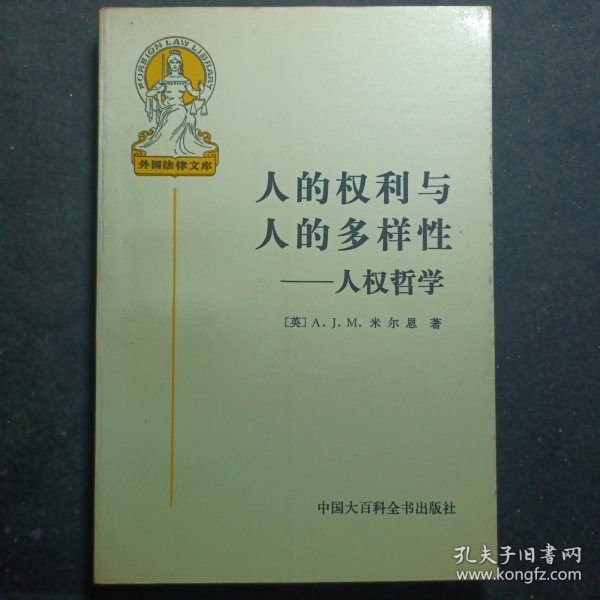 FOREIGN LAW LIBRARY
外国法律文库
人的权利与
人的多样性
——人权哲学
[英] A. J. M. 米尔恩 著
中国大百科全书出版社
孔夫子旧书网
www.kongfz.com